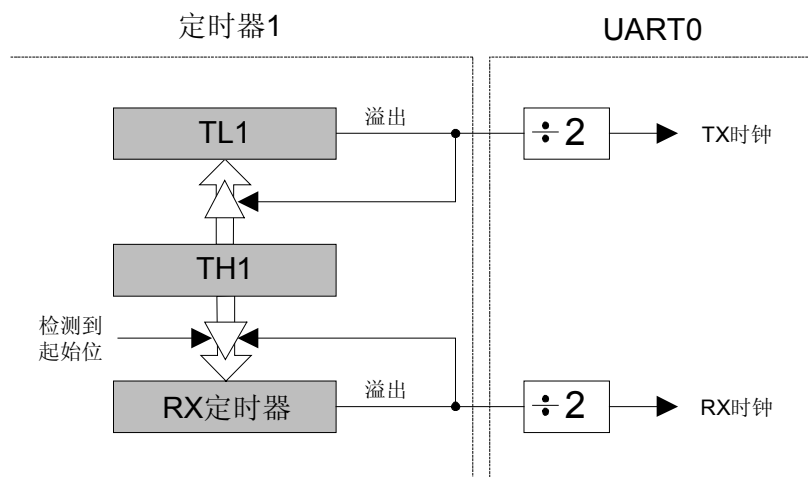 定时器1
UART0
TL1
溢出
÷2
TX时钟
TH1
检测到
起始位
RX定时器
溢出
÷2
RX时钟